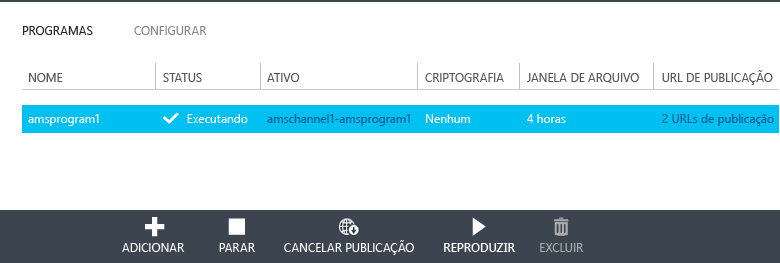 PROGRAMAS CONFIGURAR
NOME STATUS ATIVO CRIPTOGRAFIA JANELA DE ARQUIVO URL DE PUBLICAÇÃO
amsprogram1 Executando amschannel1-amsprogram1 Nenhum 4 horas 2 URLs de publicação
ADICIONAR PARAR CANCELAR PUBLICAÇÃO REPRODUZIR EXCLUIR